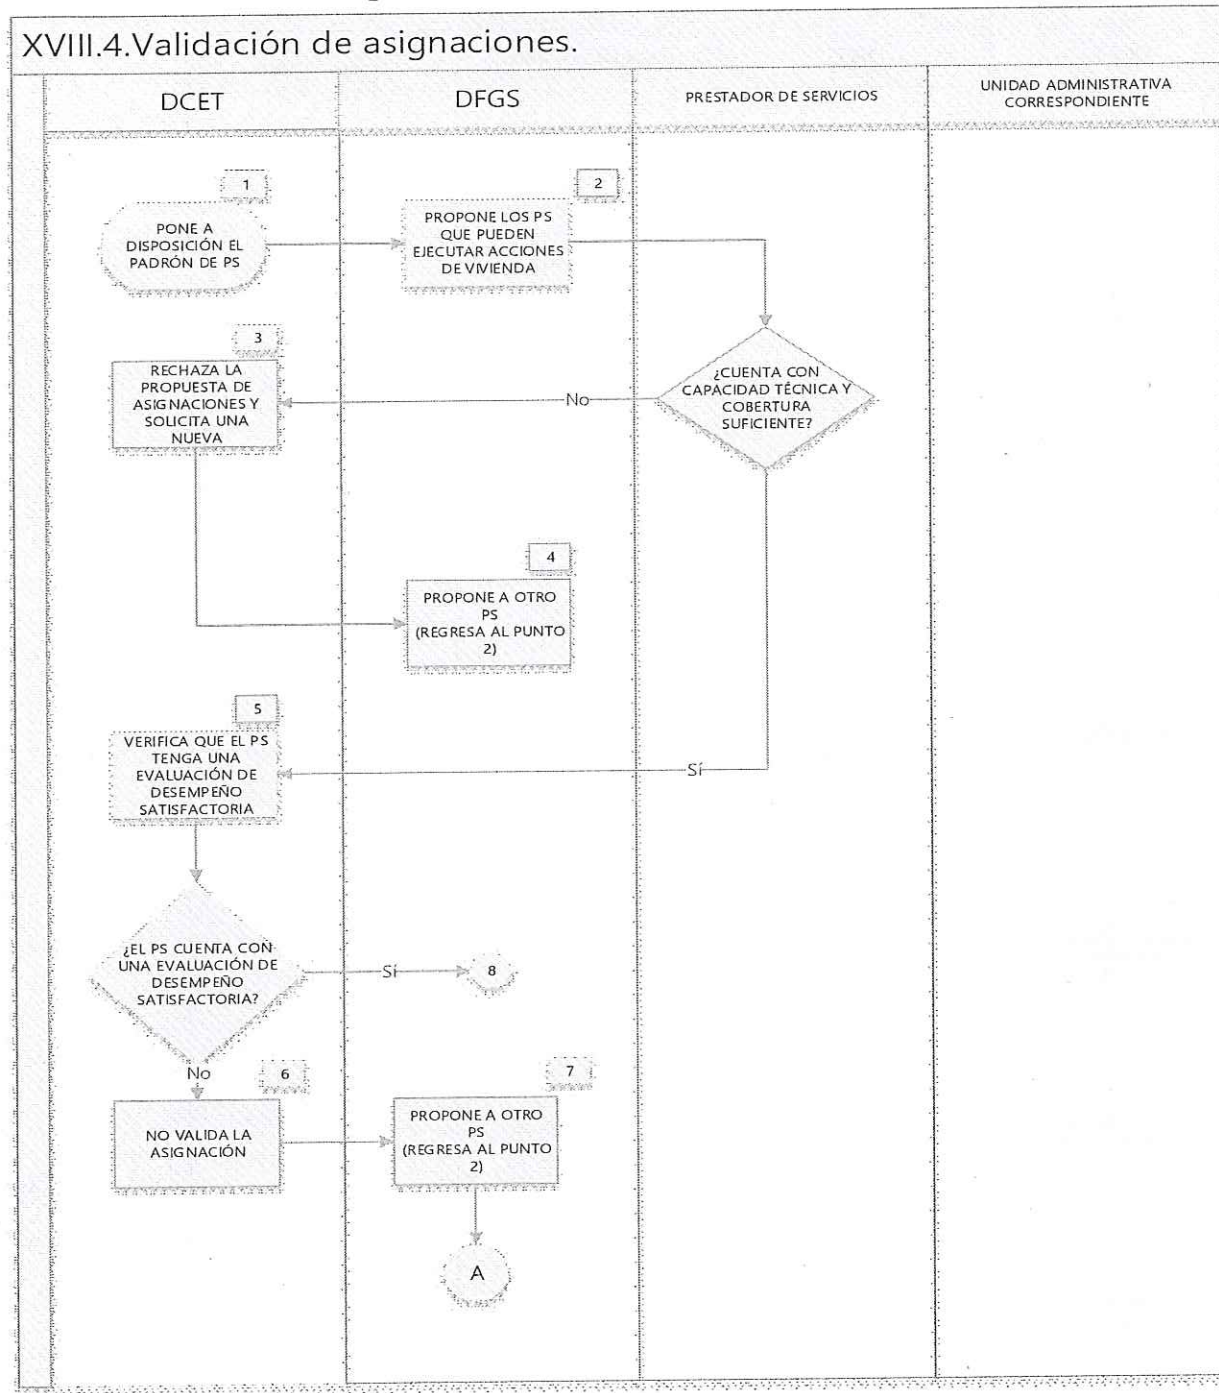 XVIII.4.Validación de asignaciones.
DCET
DFGS
PRESTADOR DE SERVICIOS
UNIDAD ADMINISTRATIVA
CORRESPONDIENTE
1
PONE A
DISPOSICIÓN EL
PADRÓN DE PS
2
PROPONE LOS PS
QUE PUEDEN
EJECUTAR ACCIONES
DE VIVIENDA
¿CUENTA CON
CAPACIDAD TÉCNICA Y
COBERTURA
SUFICIENTE?
No
3
RECHAZA LA
PROPUESTA DE
ASIGNACIONES Y
SOLICITA UNA
NUEVA
4
PROPONE A OTRO
PS
(REGRESA AL PUNTO
2)
Sí
5
VERIFICA QUE EL PS
TENGA UNA
EVALUACIÓN DE
DESEMPEÑO
SATISFACTORIA
¿EL PS CUENTA CON
UNA EVALUACIÓN DE
DESEMPEÑO
SATISFACTORIA?
Sí
8
No
6
NO VALIDA LA
ASIGNACIÓN
7
PROPONE A OTRO
PS
(REGRESA AL PUNTO
2)
A